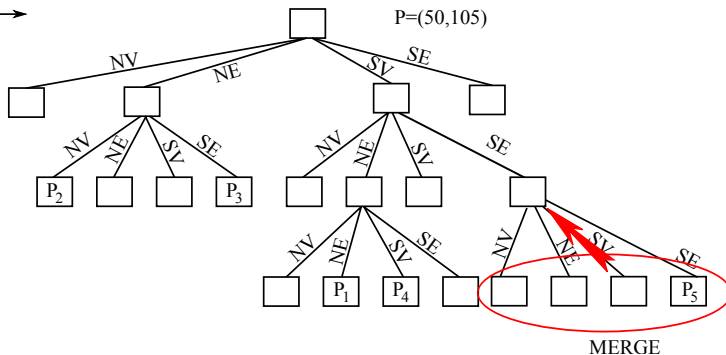 P=(50,105)
NV NE SV SE
NV NE SV SE NV NE SV SE
P2 P3
NV NE SV SE NV NE SV SE
P1 P4 P5
MERGE